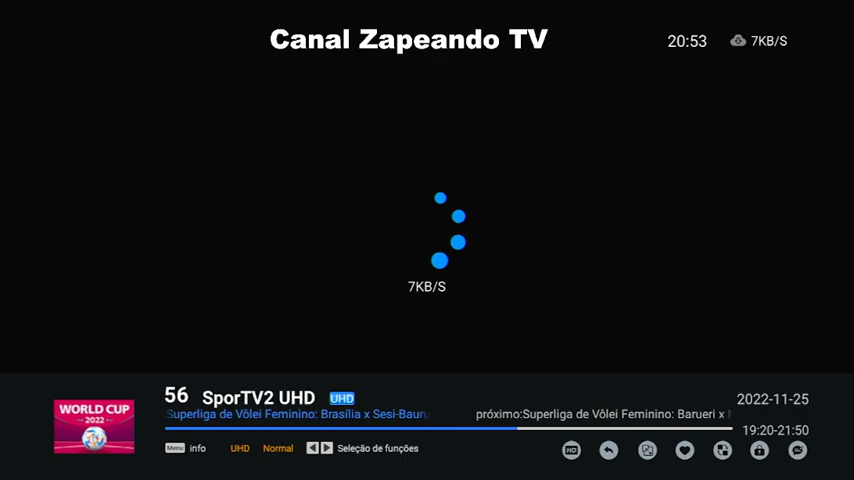 Canal Zapeando TV
20:53
7KB/S
7KB/S
56 SporTV2 UHD UHD
2022-11-25
Superliga de Vôlei Feminino: Brasília x Sesi-Bauru
próximo:Superliga de Vôlei Feminino: Barueri x
19:20-21:50
WORLD CUP
2022
Menu info UHD Normal Seleção de funções
HD